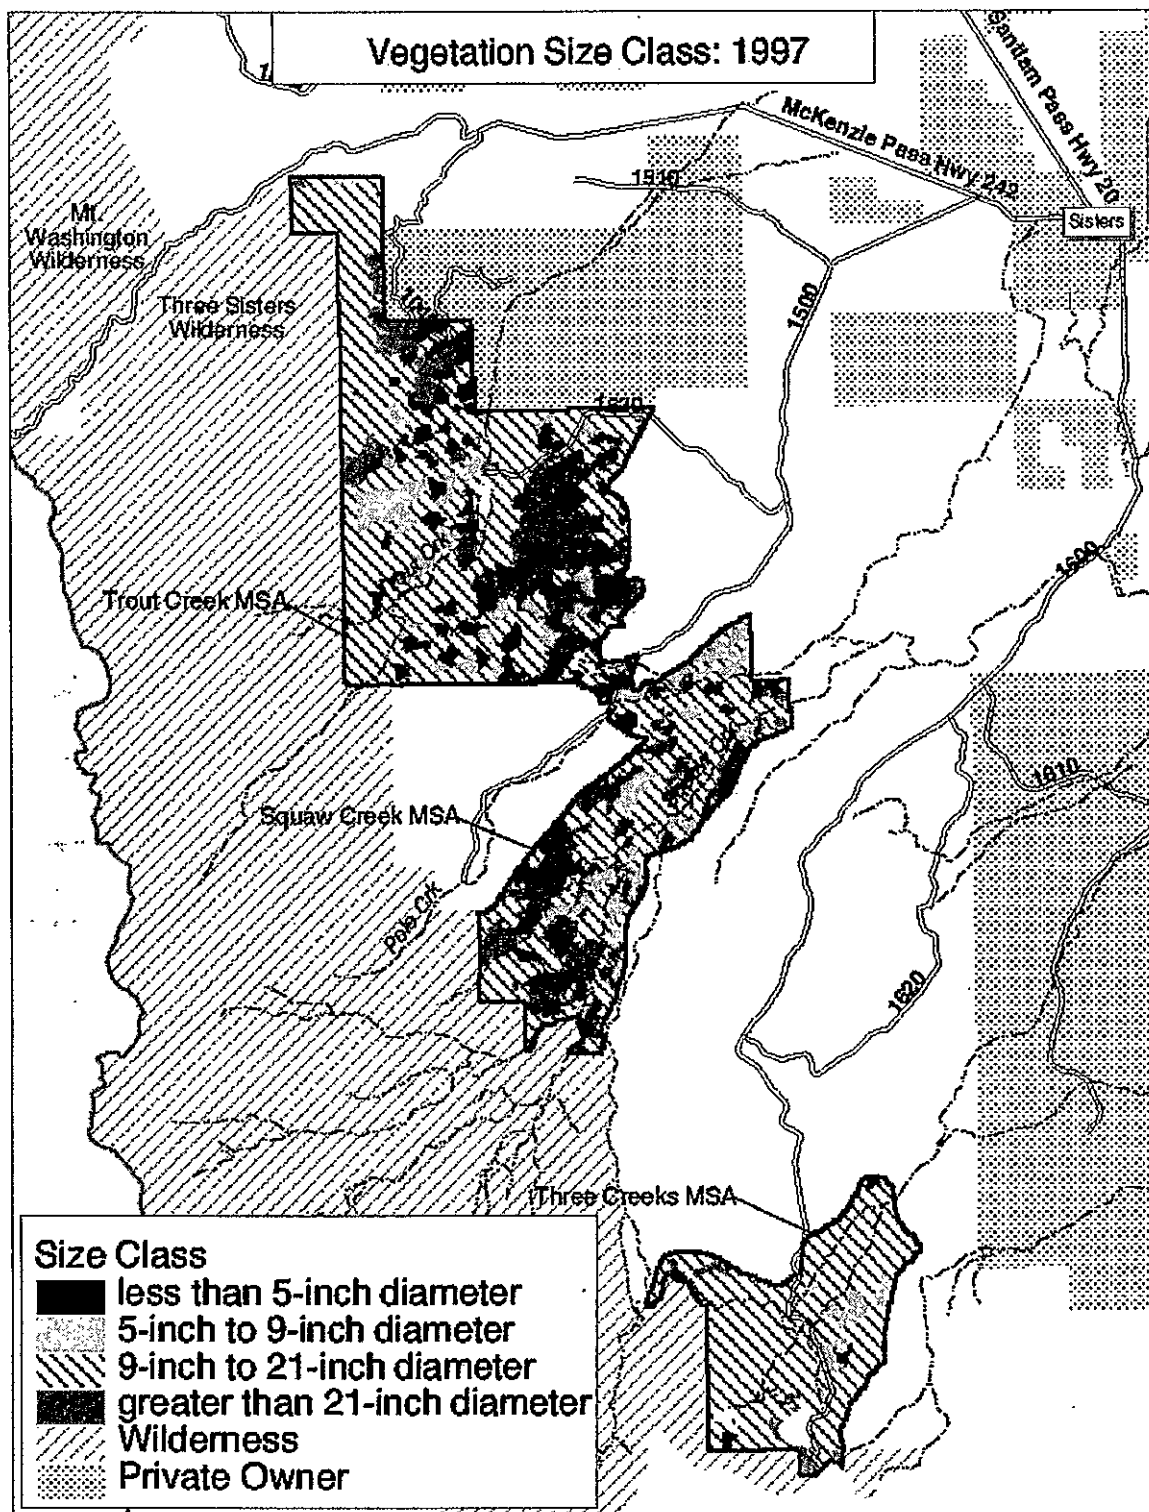 Vegetation Size Class: 1997
Santiam Pass Hwy 20
McKenzie Pass Hwy 242
1510
Sisters
Mt.
Washington
Wilderness
Three Sisters
Wilderness
1500
Trout Creek MSA
1600
1610
Squaw Creek MSA
Pole Crk
1620
Three Creeks MSA
Size Class
less than 5-inch diameter
5-inch to 9-inch diameter
9-inch to 21-inch diameter
greater than 21-inch diameter
Wilderness
Private Owner